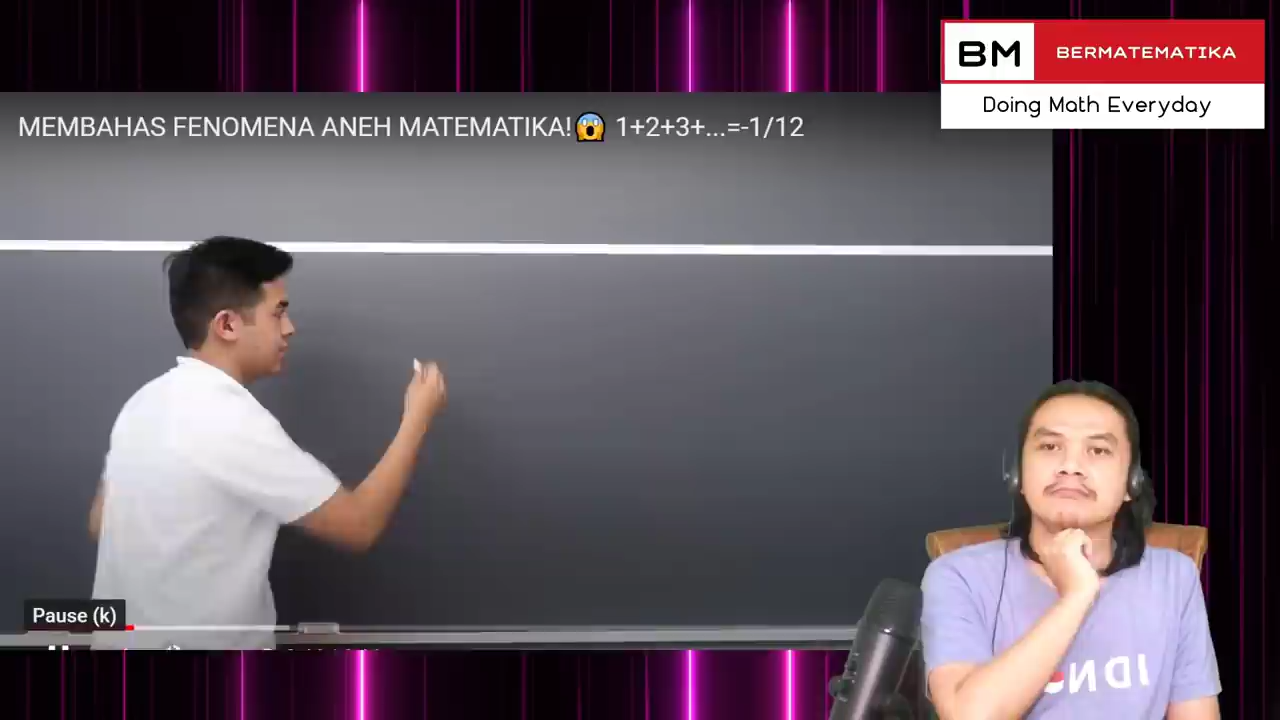 MEMBAHAS FENOMENA ANEH MATEMATIKA!😱 1+2+3+...=-1/12
BM BERMATEMATIKA
Doing Math Everyday
Pause (k)